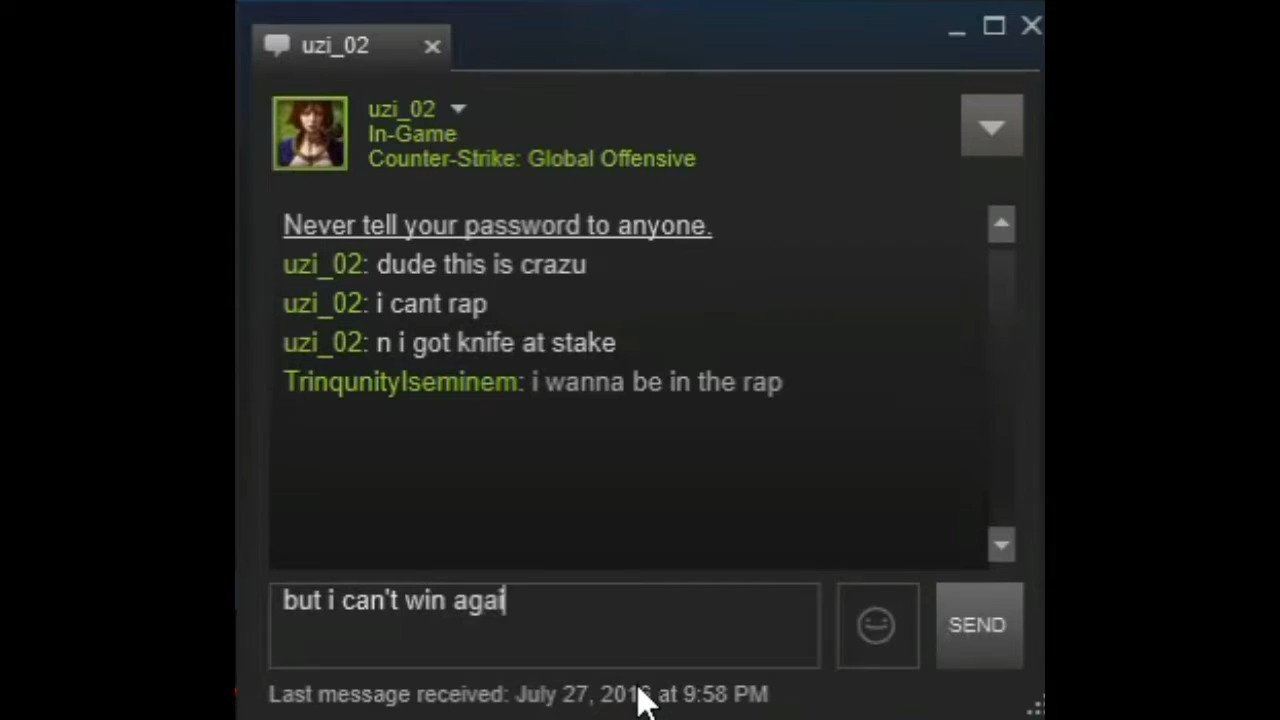 uzi_02
uzi_02
In-Game
Counter-Strike: Global Offensive
Never tell your password to anyone.
uzi_02: dude this is crazu
uzi_02: i cant rap
uzi_02: n i got knife at stake
TrinqunityIseminem: i wanna be in the rap
but i can't win agai
SEND
Last message received: July 27, at 9:58 PM